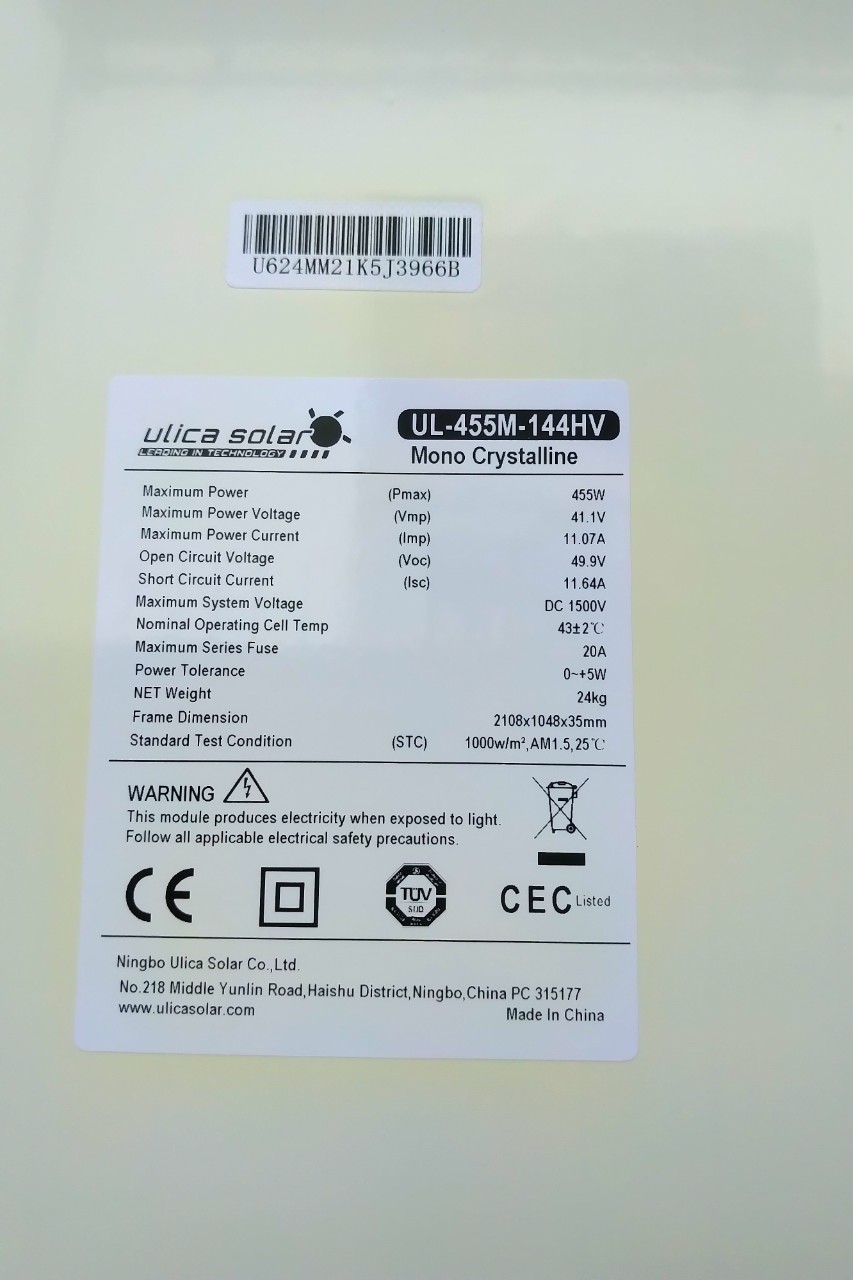 U624MM21K5J3966B
ulica solar
LEADING IN TECHNOLOGY
UL-455M-144HV
Mono Crystalline
Maximum Power (Pmax) 455W
Maximum Power Voltage (Vmp) 41.1V
Maximum Power Current (Imp) 11.07A
Open Circuit Voltage (Voc) 49.9V
Short Circuit Current (Isc) 11.64A
Maximum System Voltage DC 1500V
Nominal Operating Cell Temp 43±2℃
Maximum Series Fuse 20A
Power Tolerance 0~+5W
NET Weight 24kg
Frame Dimension 2108x1048x35mm
Standard Test Condition (STC) 1000w/m²,AM1.5,25℃
WARNING
This module produces electricity when exposed to light.
Follow all applicable electrical safety precautions.
CE
TÜV
SÜD
CEC Listed
Ningbo Ulica Solar Co.,Ltd.
No.218 Middle Yunlin Road,Haishu District,Ningbo,China PC 315177
www.ulicasolar.com Made In China